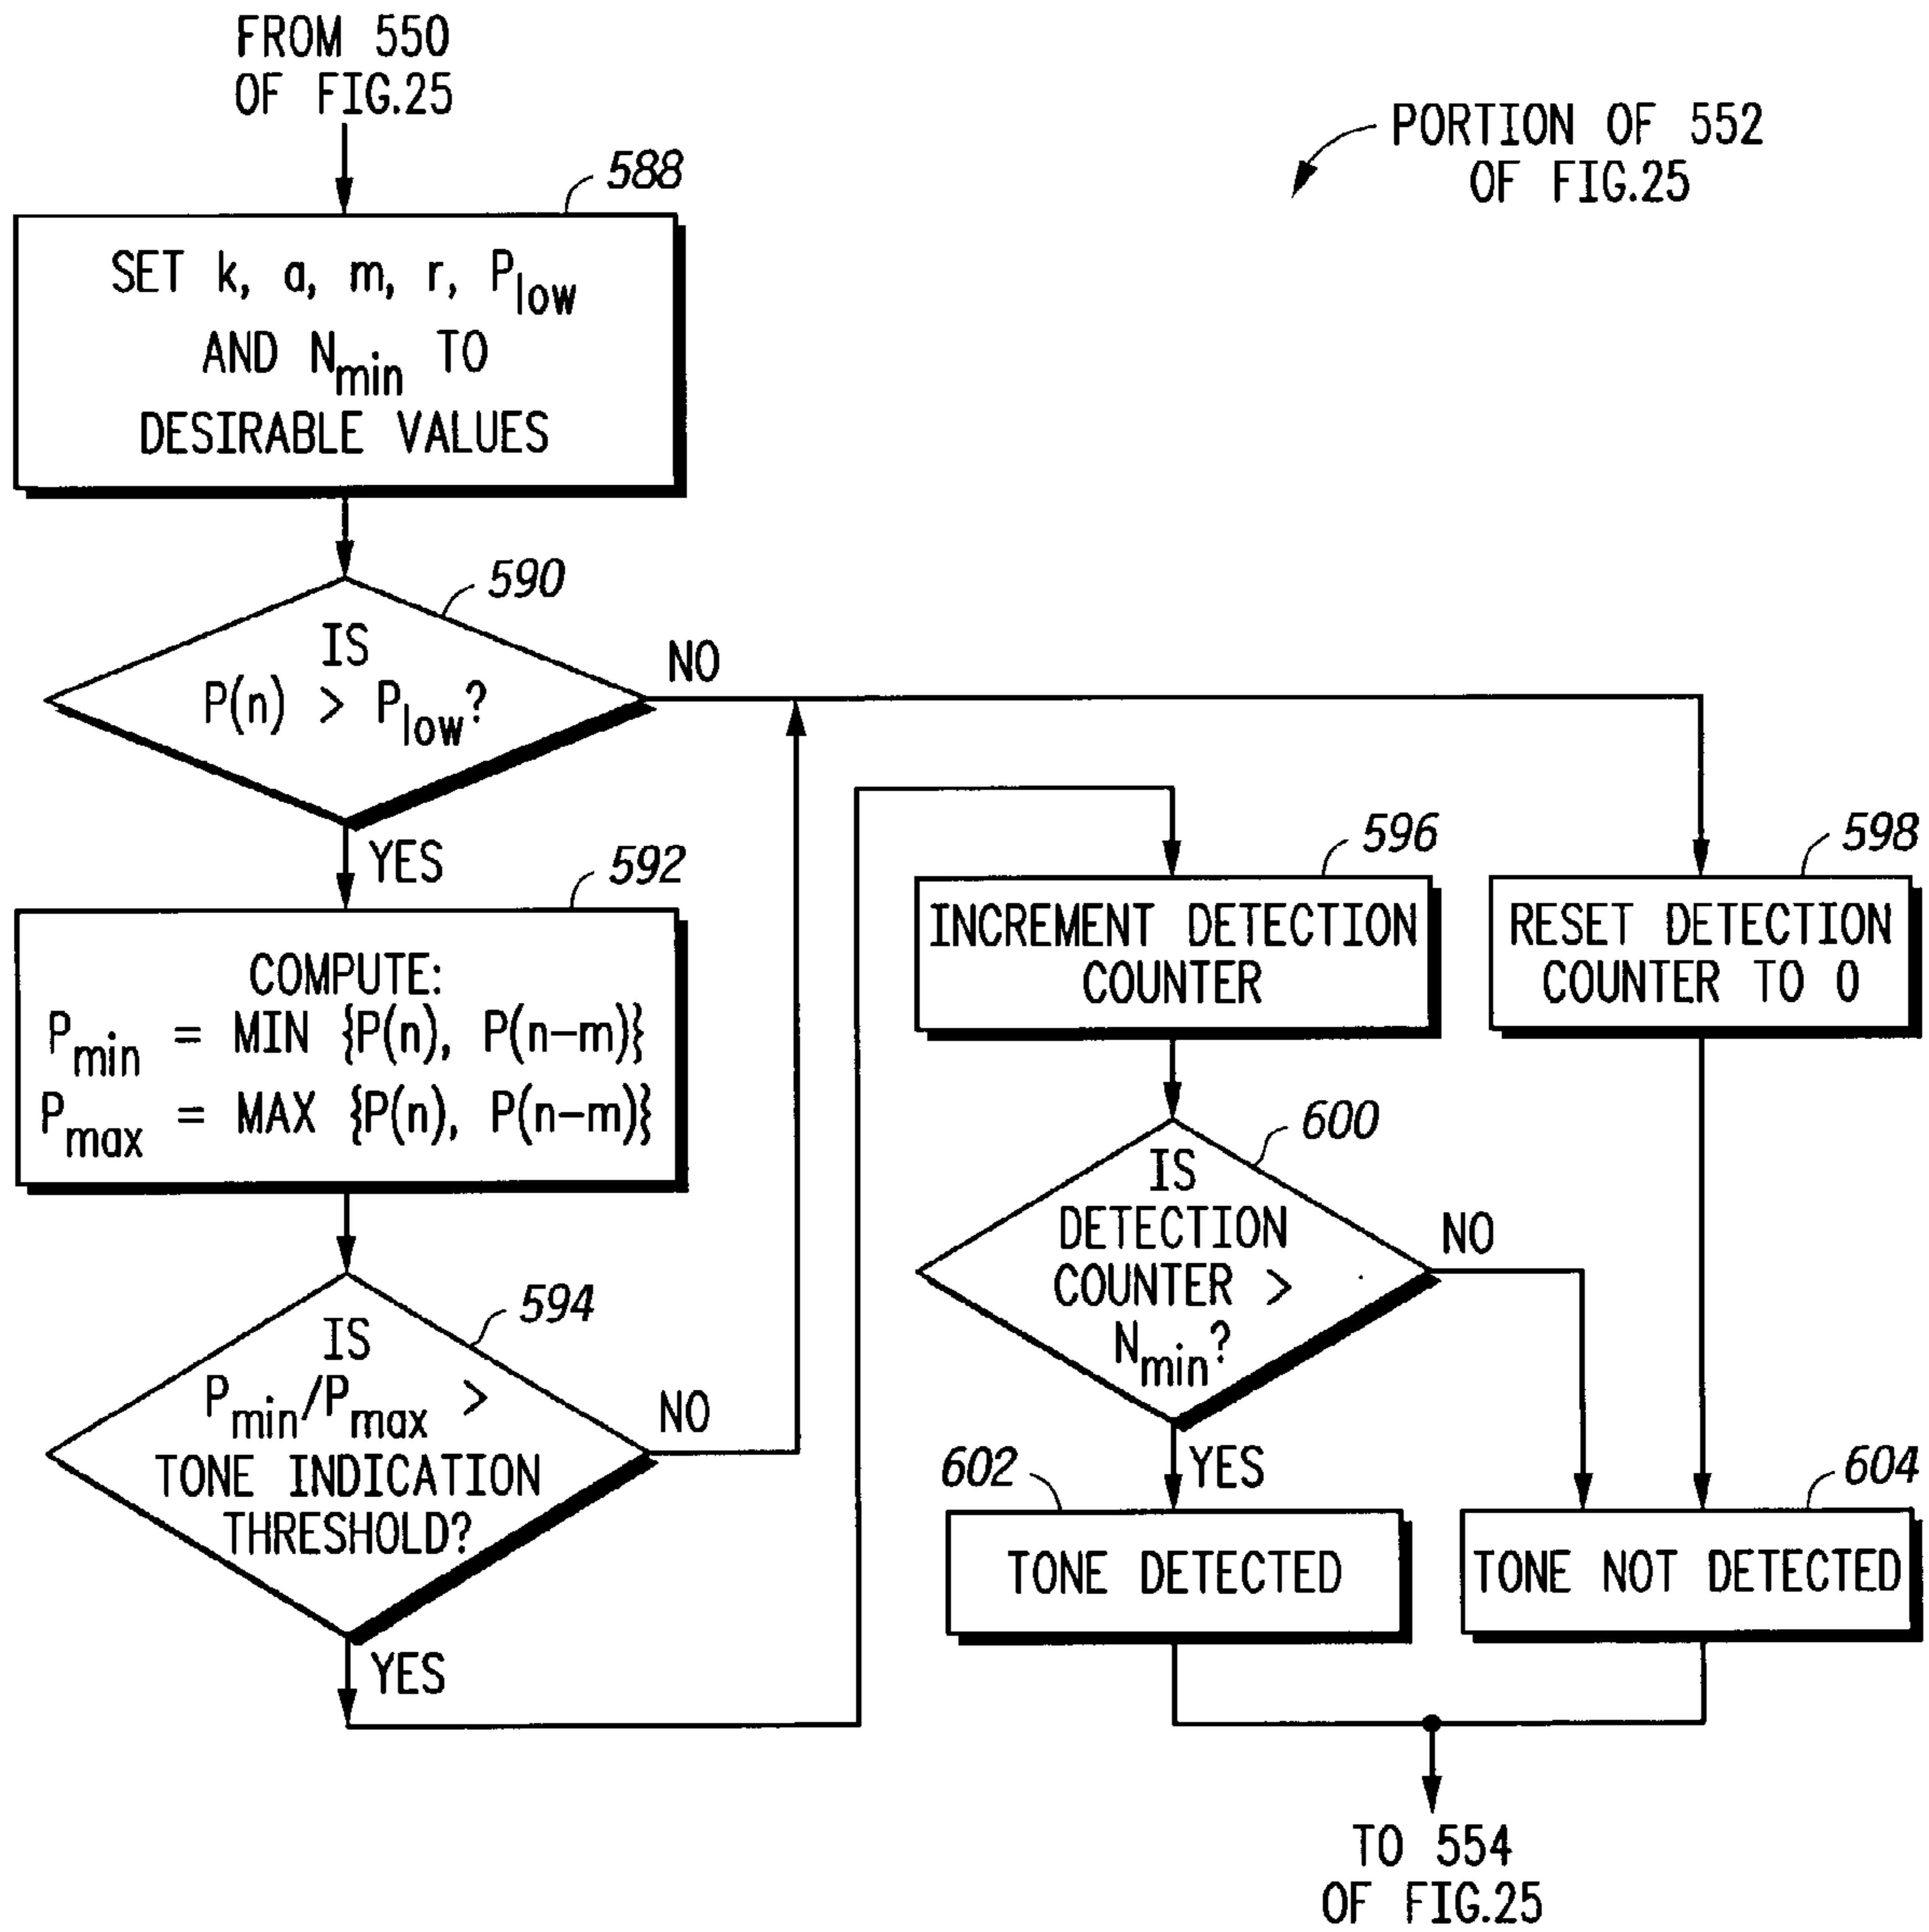 FROM 550
OF FIG.25
PORTION OF 552
OF FIG.25
588
SET k, a, m, r, P_low
AND N_min TO
DESIRABLE VALUES
590
IS
P(n) > P_low?
NO
YES
592
COMPUTE:
P_min = MIN {P(n), P(n-m)}
P_max = MAX {P(n), P(n-m)}
594
IS
P_min/P_max >
TONE INDICATION
THRESHOLD?
NO
YES
596
INCREMENT DETECTION
COUNTER
598
RESET DETECTION
COUNTER TO 0
600
IS
DETECTION
COUNTER >
N_min?
NO
YES
602
TONE DETECTED
604
TONE NOT DETECTED
TO 554
OF FIG.25